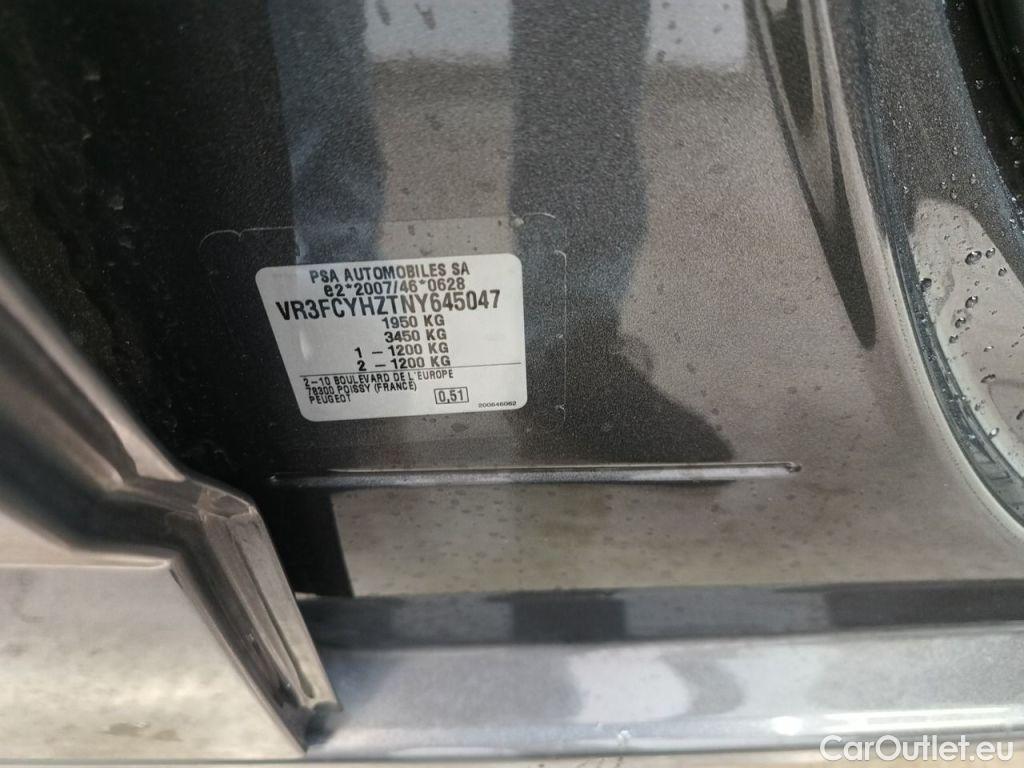 PSA AUTOMOBILES SA
e2*2007/46*0628
VR3FCYHZTNY645047
1950 KG
3450 KG
1 - 1200 KG
2 - 1200 KG
2-10 BOULEVARD DE L'EUROPE
78300 POISSY (FRANCE)
PEUGEOT
0,51
200646062
CarOutlet.eu